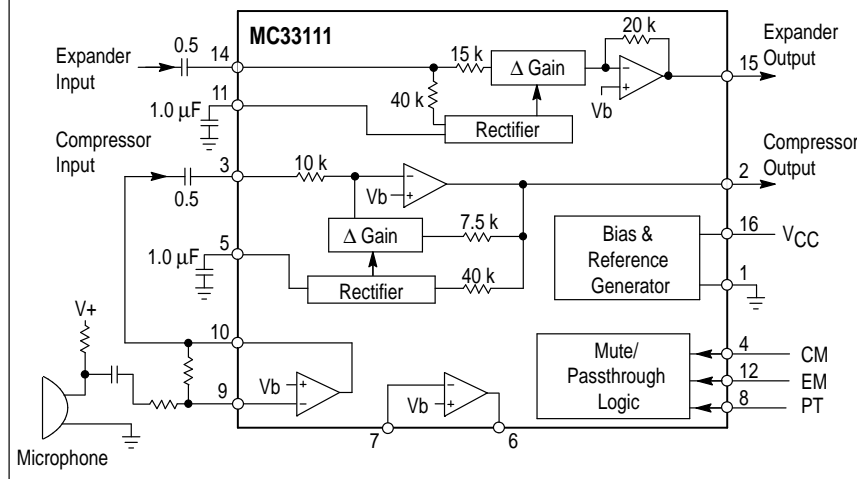 MC33111
Expander
Input
0.5
14
15 k
Δ Gain
20 k
Vb
15
Expander
Output
11
1.0 μF
40 k
Rectifier
Compressor
Input
3
0.5
10 k
Vb
2
Compressor
Output
Δ Gain
7.5 k
5
1.0 μF
Rectifier
40 k
Bias &
Reference
Generator
16
VCC
1
V+
10
9
Vb
Vb
7
6
Mute/
Passthrough
Logic
4
CM
12
EM
8
PT
Microphone